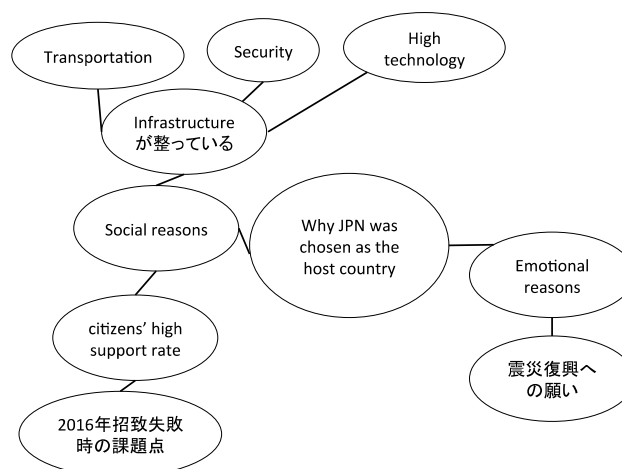 Transportation
Security
High
technology
Infrastructure
が整っている
Social reasons
Why JPN was
chosen as the
host country
Emotional
reasons
citizens’ high
support rate
震災復興へ
の願い
2016年招致失敗
時の課題点